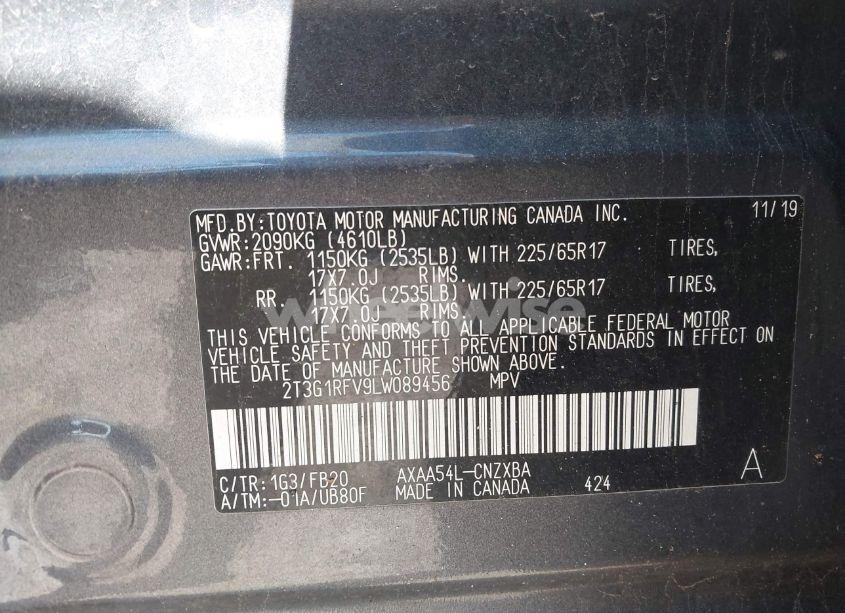 MFD.BY:TOYOTA MOTOR MANUFACTURING CANADA INC. 11/19
GVWR:2090KG (4610LB)
GAWR:FRT. 1150KG (2535LB) WITH 225/65R17 TIRES,
17X7.0J RIMS.
RR. 1150KG (2535LB) WITH 225/65R17 TIRES,
17X7.0J RIMS.
wheelwise
THIS VEHICLE CONFORMS TO ALL APPLICABLE FEDERAL MOTOR
VEHICLE SAFETY AND THEFT PREVENTION STANDARDS IN EFFECT ON
THE DATE OF MANUFACTURE SHOWN ABOVE.
2T3G1RFV9LW089456 MPV
C/TR: 1G3/FB20 AXAA54L-CNZXBA A
A/TM:-01A/UB80F MADE IN CANADA 424